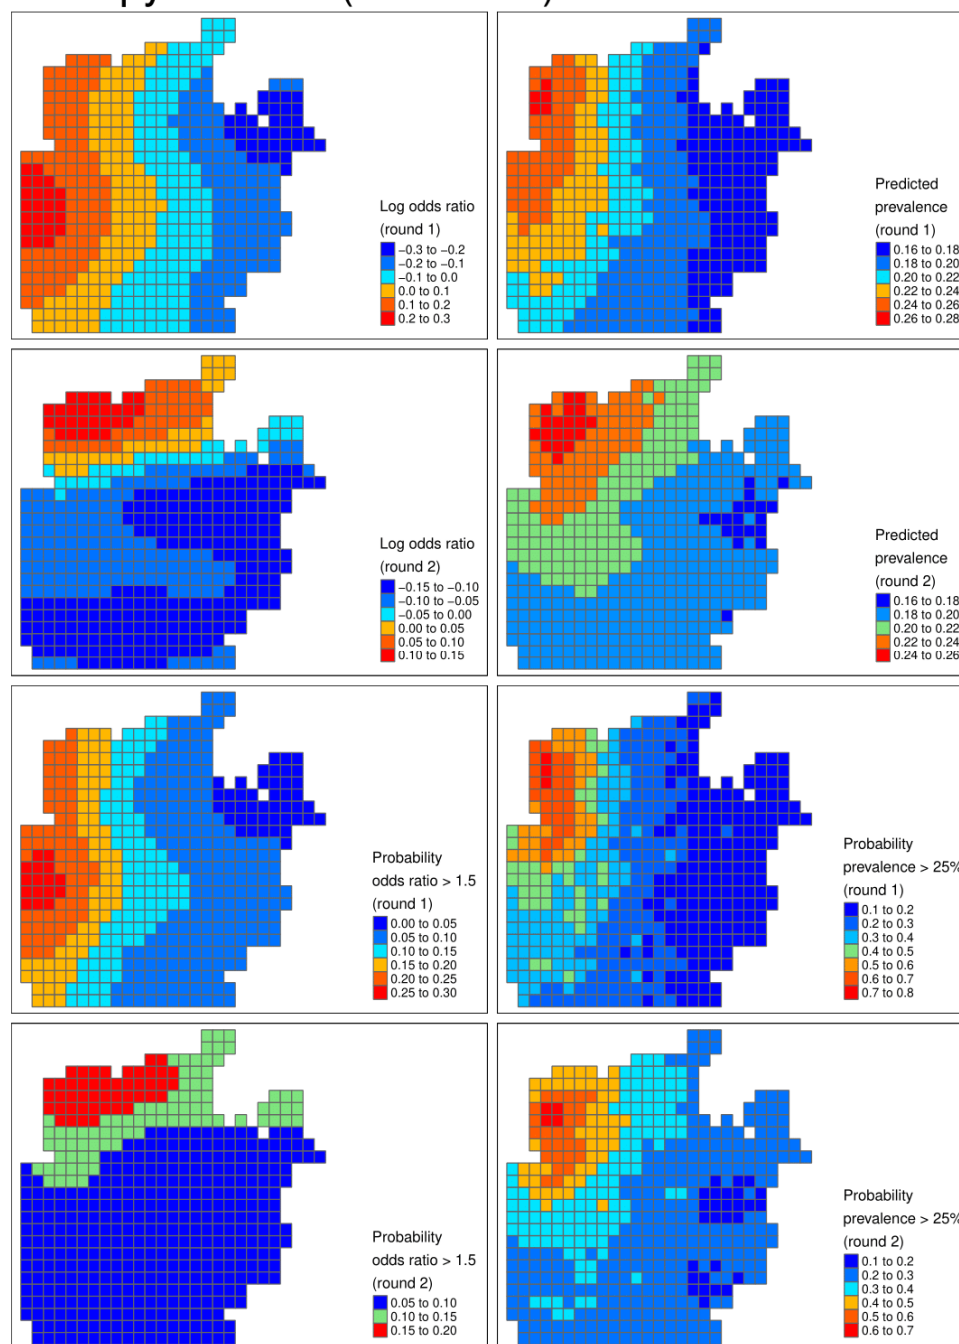 Log odds ratio
(round 1)
−0.3 to −0.2
−0.2 to −0.1
−0.1 to 0.0
0.0 to 0.1
0.1 to 0.2
0.2 to 0.3
Predicted
prevalence
(round 1)
0.16 to 0.18
0.18 to 0.20
0.20 to 0.22
0.22 to 0.24
0.24 to 0.26
0.26 to 0.28
Log odds ratio
(round 2)
−0.15 to −0.10
−0.10 to −0.05
−0.05 to 0.00
0.00 to 0.05
0.05 to 0.10
0.10 to 0.15
Predicted
prevalence
(round 2)
0.16 to 0.18
0.18 to 0.20
0.20 to 0.22
0.22 to 0.24
0.24 to 0.26
Probability
odds ratio > 1.5
(round 1)
0.00 to 0.05
0.05 to 0.10
0.10 to 0.15
0.15 to 0.20
0.20 to 0.25
0.25 to 0.30
Probability
prevalence > 25%
(round 1)
0.1 to 0.2
0.2 to 0.3
0.3 to 0.4
0.4 to 0.5
0.5 to 0.6
0.6 to 0.7
0.7 to 0.8
Probability
odds ratio > 1.5
(round 2)
0.05 to 0.10
0.10 to 0.15
0.15 to 0.20
Probability
prevalence > 25%
(round 2)
0.1 to 0.2
0.2 to 0.3
0.3 to 0.4
0.4 to 0.5
0.5 to 0.6
0.6 to 0.7